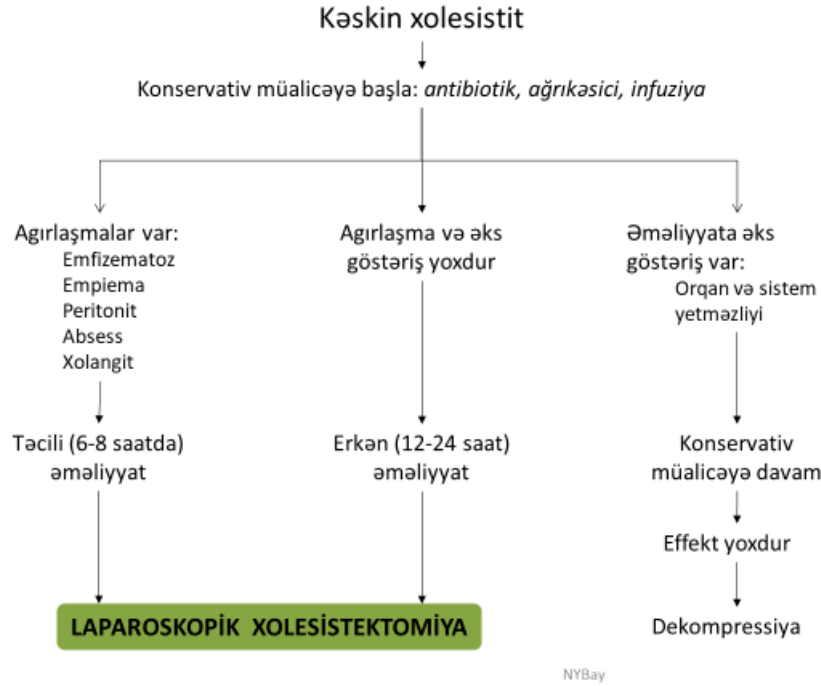 Kəskin xolesistit
Konservativ müalicəyə başla: antibiotik, ağrıkəsici, infuziya
Agırlaşmalar var:
Emfizematoz
Empiema
Peritonit
Absess
Xolangit
Təcili (6-8 saatda)
əməliyyat
Agırlaşma və əks
göstəriş yoxdur
Erkən (12-24 saat)
əməliyyat
LAPAROSKOPİK XOLESİSTEKTOMİYA
Əməliyyata əks
göstəriş var:
Orqan və sistem
yetməzliyi
Konservativ
müalicəyə davam
Effekt yoxdur
Dekompressiya
NYBay